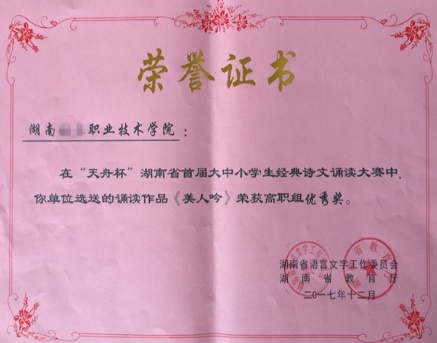 荣誉证书
湖南 职业技术学院：
在“天舟杯”湖南省首届大中小学生经典诗文诵读大赛中，
你单位选送的诵读作品《美人吟》荣获高职组优秀奖。
湖南省语言文字工作委员会
湖南省教育厅
二〇一七年十二月